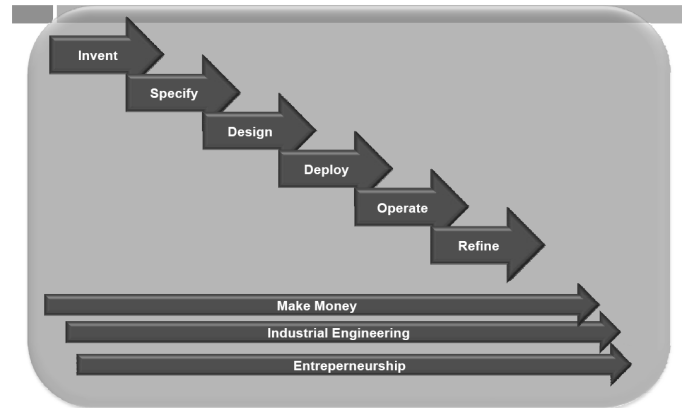 Invent
Specify
Design
Deploy
Operate
Refine
Make Money
Industrial Engineering
Entreperneurship